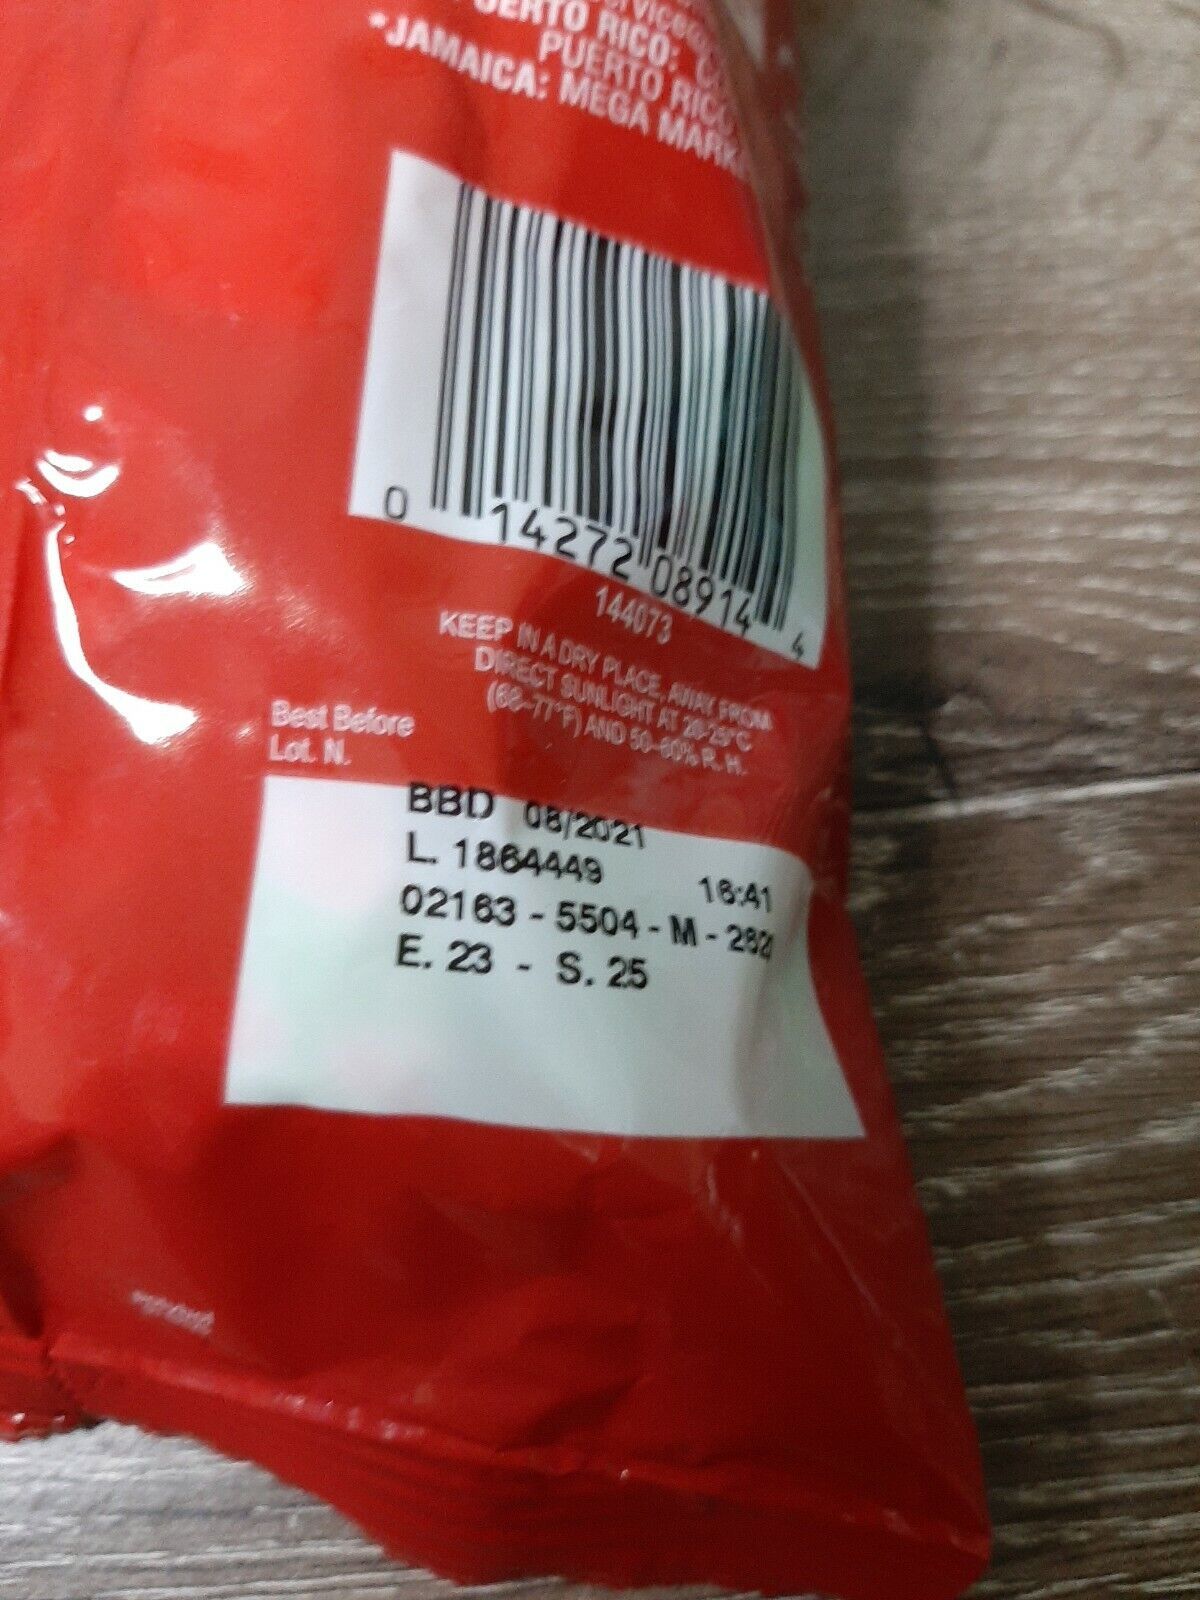 PUERTO RICO:
PUERTO RICO
*JAMAICA: MEGA
0 14272 08914 4
144073
KEEP IN A DRY PLACE, AWAY FROM
DIRECT SUNLIGHT AT 20-25°C
(68-77°F) AND 50-60% R. H.
Best Before
Lot. N.
BBD 08/2021
L. 1864449 16:41
02163 - 5504 - M -
E. 23 - S. 25